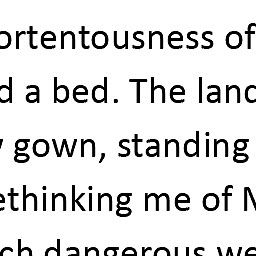 ortentousness of
d a bed. The land
gown, standing
ethinking me of
ch dangerous we